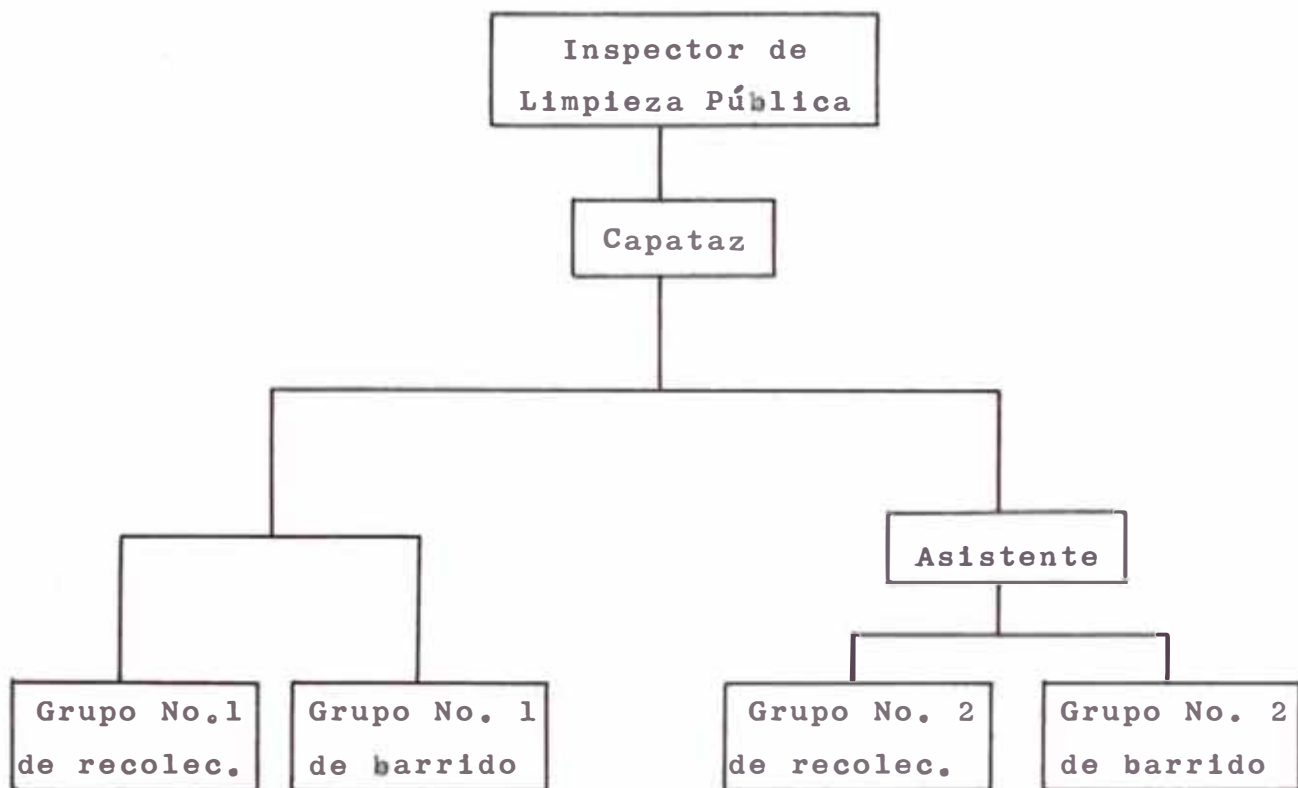 Inspector de
Limpieza Pública
Capataz
Asistente
Grupo No.1
de recolec.
Grupo No. 1
de barrido
Grupo No. 2
de recolec.
Grupo No. 2
de barrido